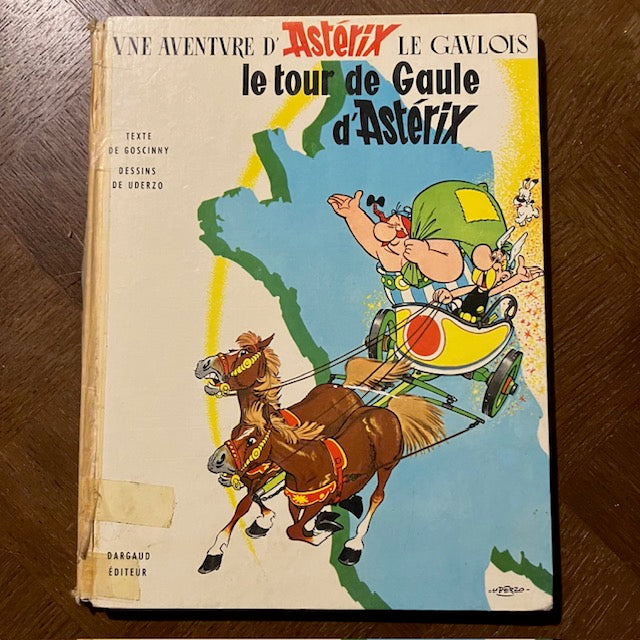 VNE AVENTVRE D'Astérix LE GAVLOIS
le tour de Gaule
d'Astérix
TEXTE
DE GOSCINNY
DESSINS
DE UDERZO
DARGAUD
ÉDITEUR
UDERZO